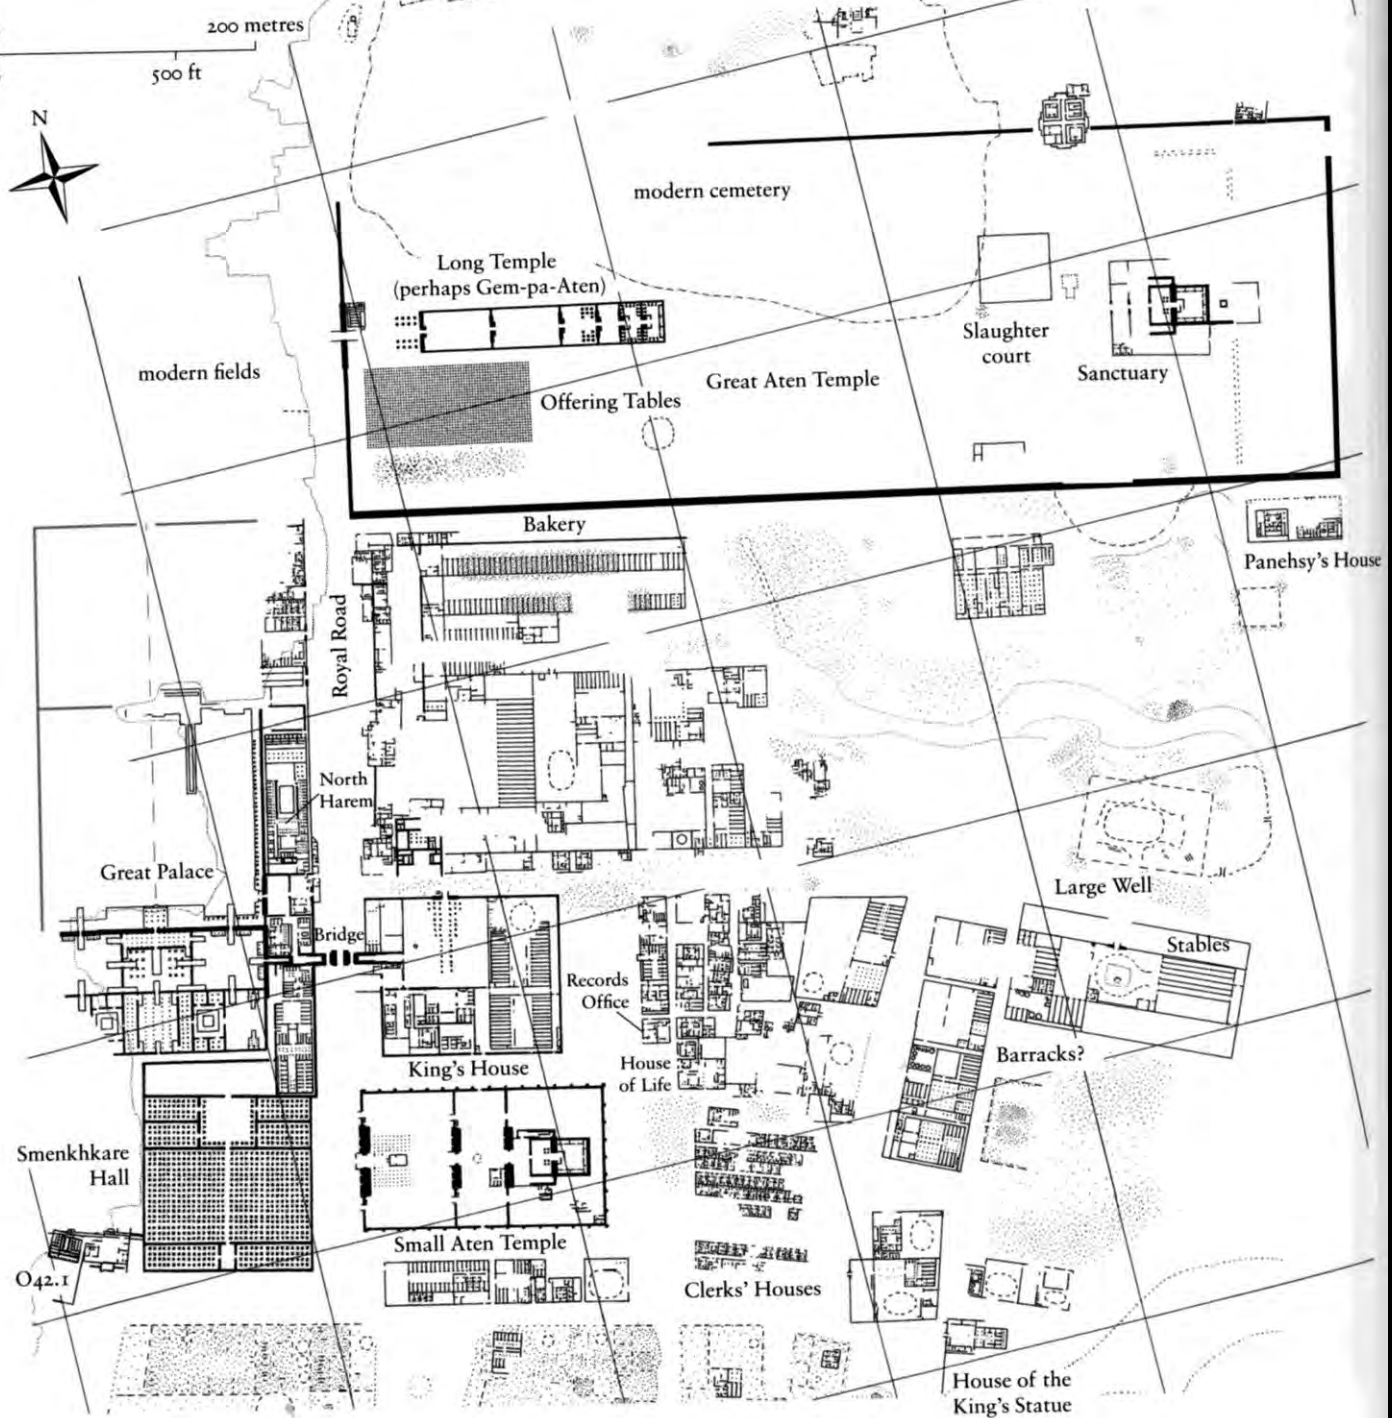 200 metres
500 ft
N
modern cemetery
Long Temple
(perhaps Gem-pa-Aten)
modern fields
Slaughter
court
Sanctuary
Great Aten Temple
Offering Tables
Bakery
Panehsy's House
Royal Road
North
Harem
Great Palace
Large Well
Bridge
Stables
Records
Office
King's House
House
of Life
Barracks?
Smenkhkare
Hall
Small Aten Temple
O42.1
Clerks' Houses
House of the
King's Statue